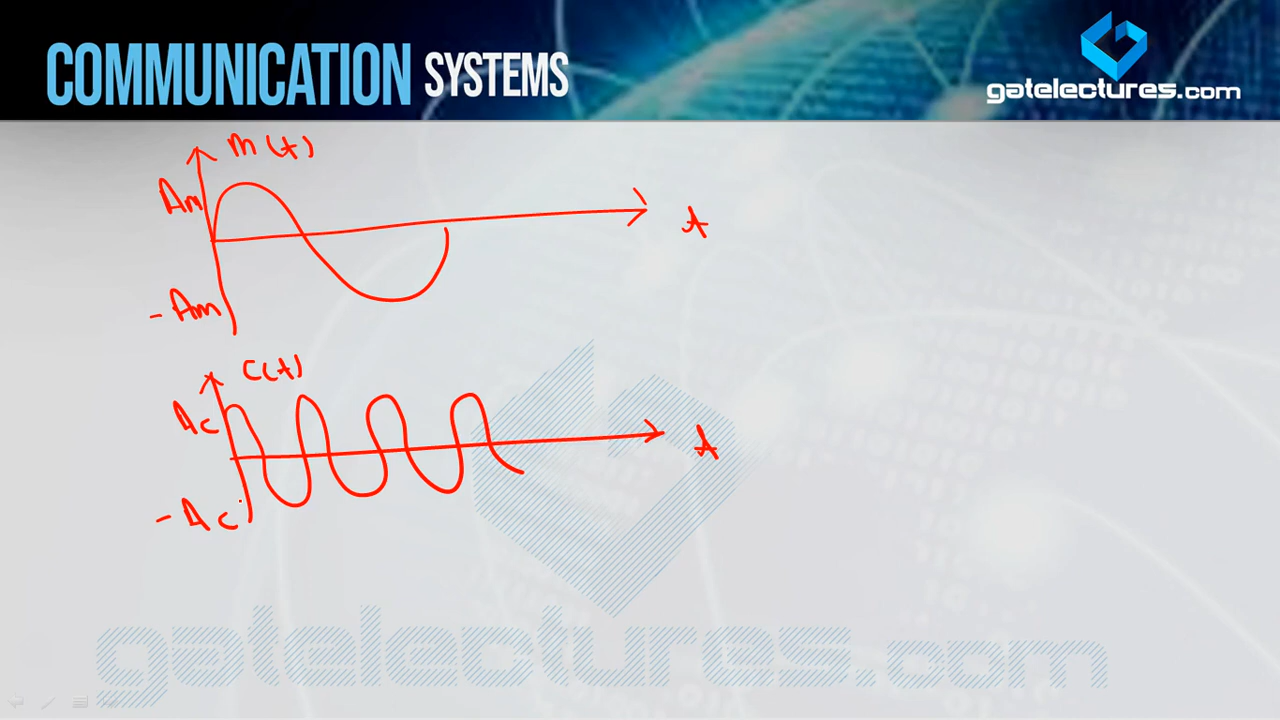 COMMUNICATION SYSTEMS
gatelectures.com
m(t)
Am
t
-Am
c(t)
Ac
t
-Ac
gatelectures.com